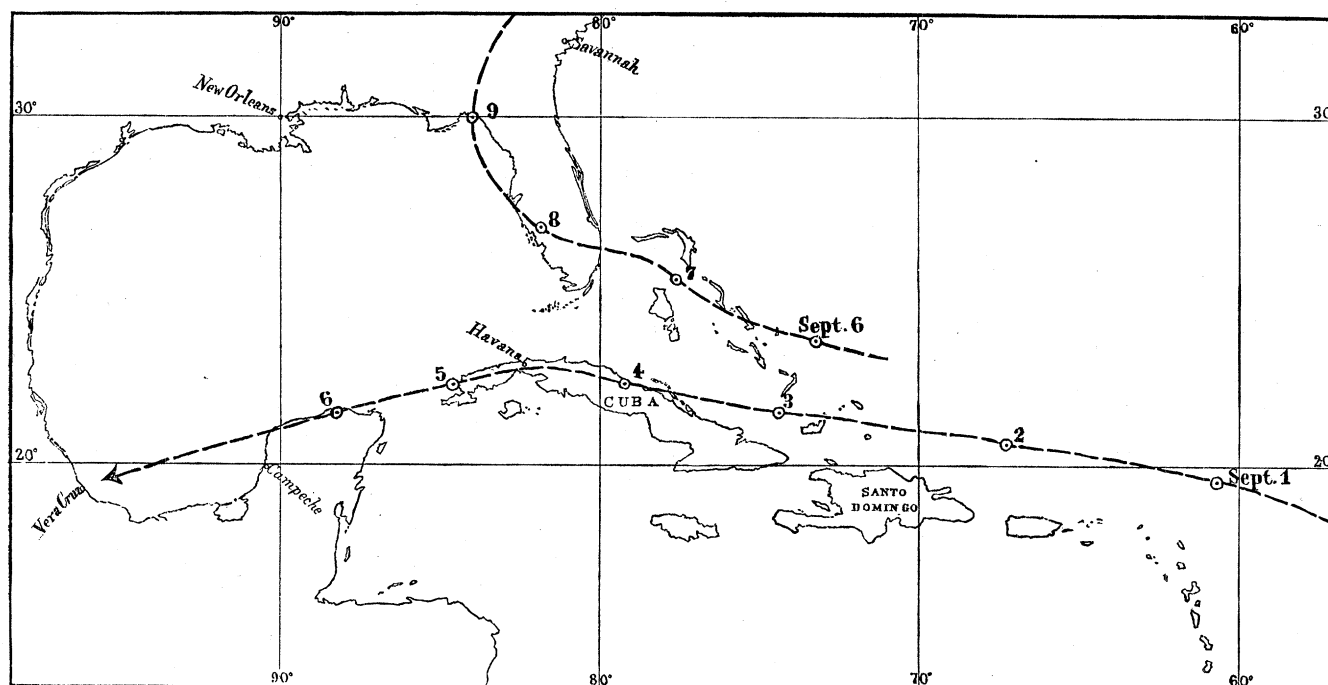 90°
80°
70°
60°
Savannah
New Orleans
30°
9
30
8
7
Sept. 6
Havana
5
4
6
CUBA
3
2
20°
20
Sept. 1
Campeche
Vera Cruz
SANTO
DOMINGO
90°
80°
70°
60°